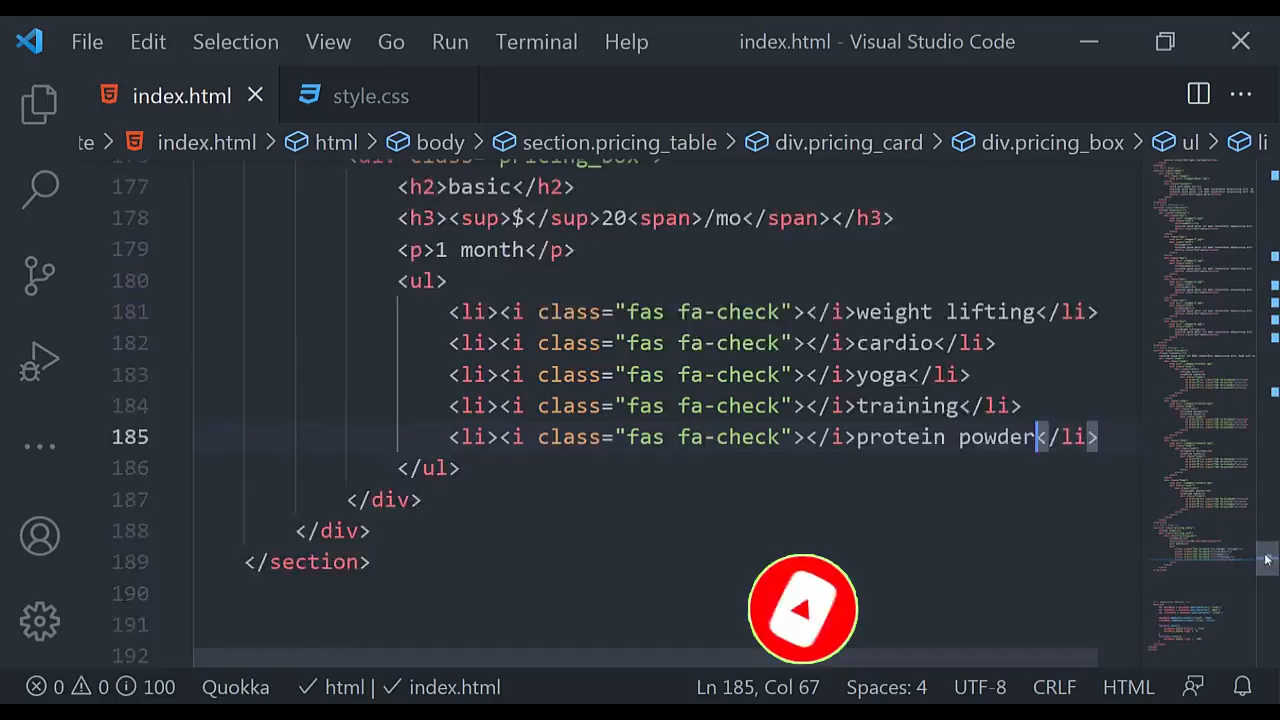 File Edit Selection View Go Run Terminal Help index.html - Visual Studio Code
index.html style.css
te > index.html > html > body > section.pricing_table > div.pricing_card > div.pricing_box > ul > li
177 <h2>basic</h2>
178 <h3><sup>$</sup>20<span>/mo</span></h3>
179 <p>1 month</p>
180 <ul>
181 <li><i class="fas fa-check"></i>weight lifting</li>
182 <li><i class="fas fa-check"></i>cardio</li>
183 <li><i class="fas fa-check"></i>yoga</li>
184 <li><i class="fas fa-check"></i>training</li>
185 <li><i class="fas fa-check"></i>protein powder</li>
186 </ul>
187 </div>
188 </div>
189 </section>
190
191
192
0 0 100 Quokka html | index.html Ln 185, Col 67 Spaces: 4 UTF-8 CRLF HTML